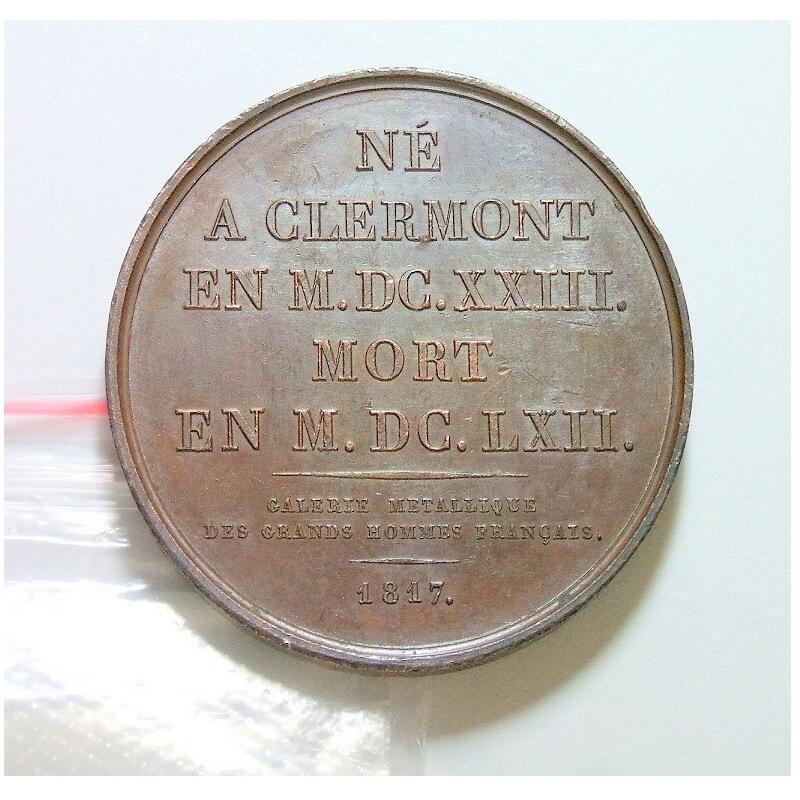 NÉ
A CLERMONT
EN M.DC.XXIII.
MORT
EN M.DC.LXII.
GALERIE METALLIQUE
DES GRANDS HOMMES FRANÇAIS.
1817.